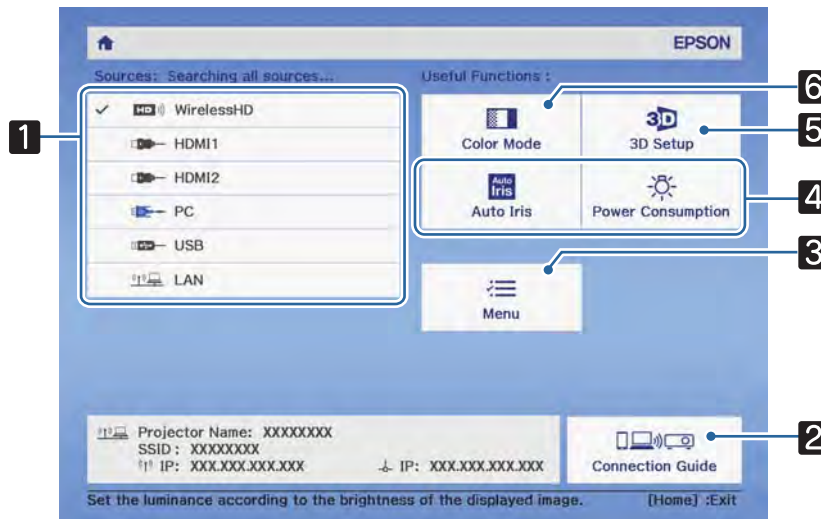 EPSON
Sources: Searching all sources...
Useful Functions :
WirelessHD
HDMI1
HDMI2
PC
USB
LAN
Color Mode
3D
3D Setup
Auto
Iris
Auto Iris
Power Consumption
Menu
Projector Name: XXXXXXXX
SSID : XXXXXXXX
IP: XXX.XXX.XXX.XXX
IP: XXX.XXX.XXX.XXX
Connection Guide
Set the luminance according to the brightness of the displayed image.
[Home] :Exit
1
6
5
4
3
2